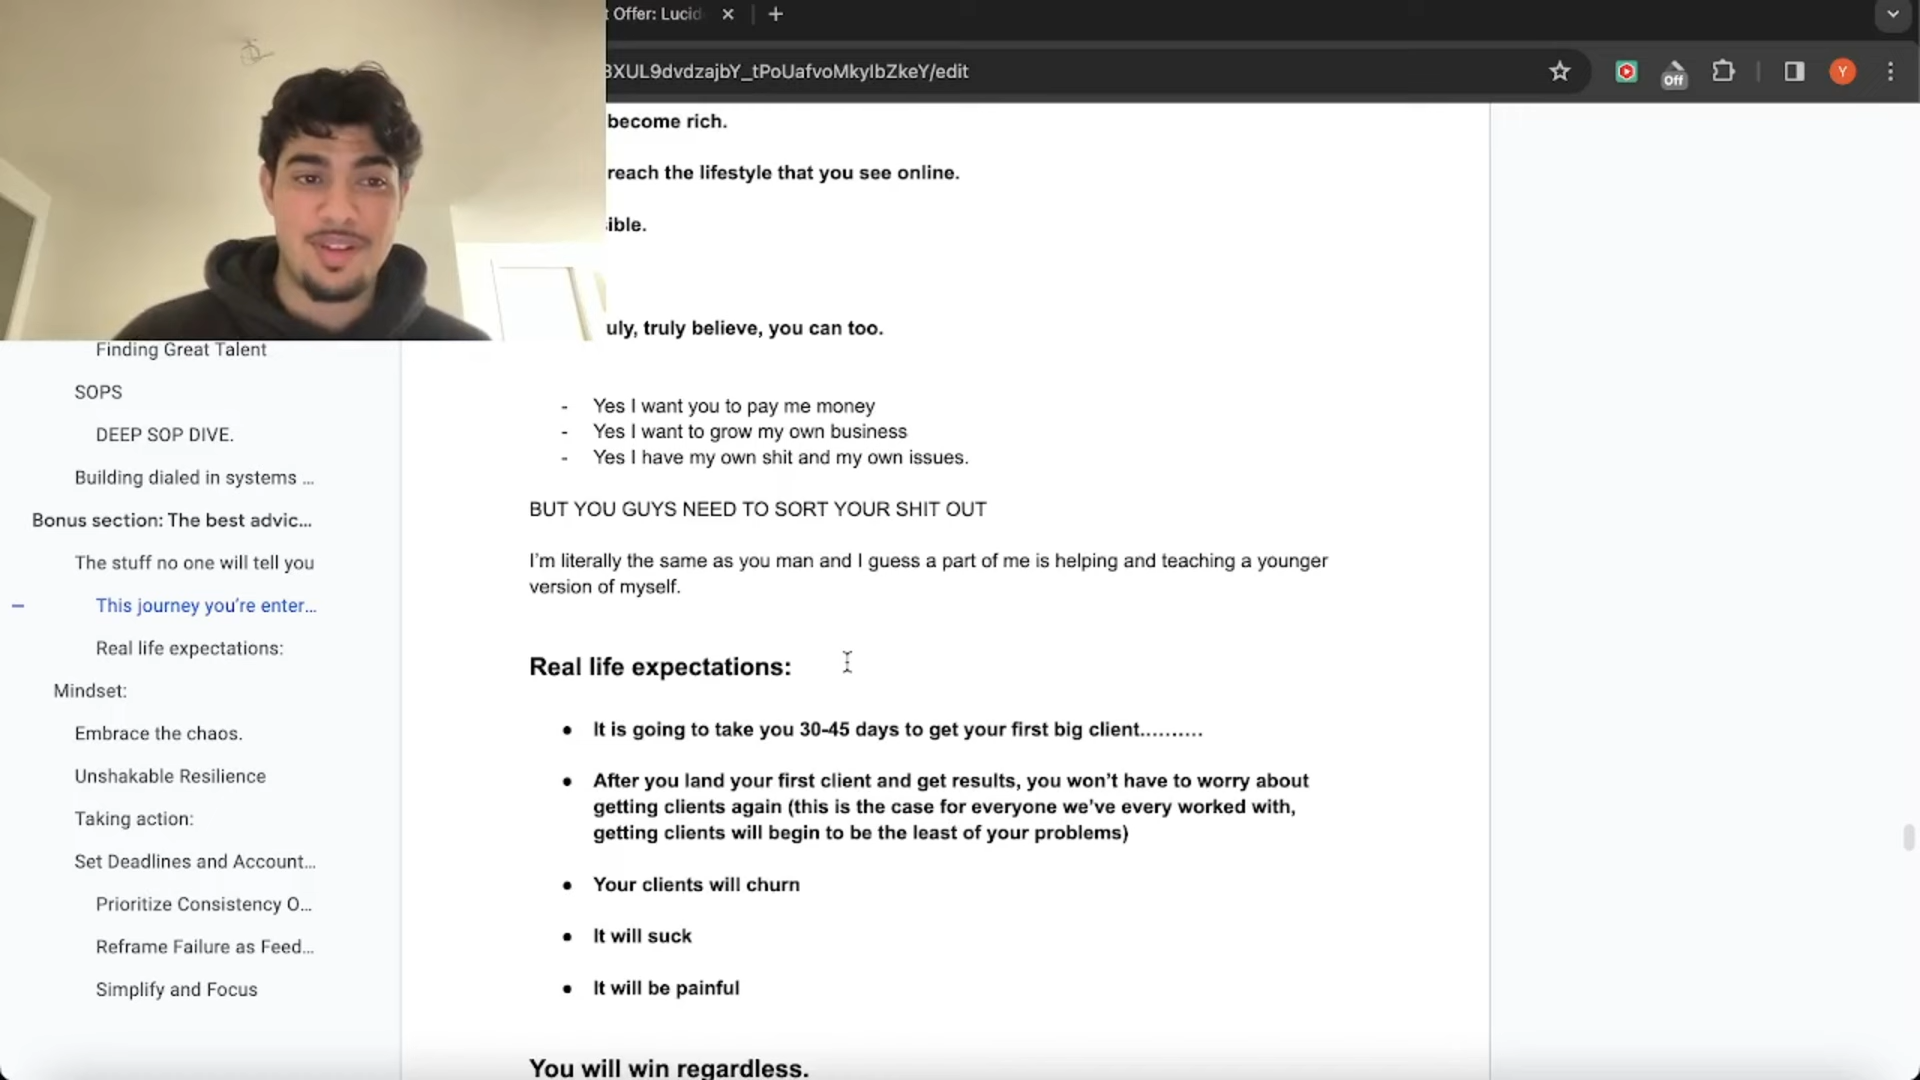 t Offer: Lucid
3XUL9dvdzajbY_tPoUafvoMkyIbZkeY/edit
Off
Y
become rich.
reach the lifestyle that you see online.
ible.
uly, truly believe, you can too.
- Yes I want you to pay me money
- Yes I want to grow my own business
- Yes I have my own shit and my own issues.
BUT YOU GUYS NEED TO SORT YOUR SHIT OUT
I’m literally the same as you man and I guess a part of me is helping and teaching a younger
version of myself.
Real life expectations:
● It is going to take you 30-45 days to get your first big client..........
● After you land your first client and get results, you won’t have to worry about
getting clients again (this is the case for everyone we’ve every worked with,
getting clients will begin to be the least of your problems)
● Your clients will churn
● It will suck
● It will be painful
You will win regardless.
Finding Great Talent
SOPS
DEEP SOP DIVE.
Building dialed in systems ...
Bonus section: The best advic...
The stuff no one will tell you
This journey you’re enter...
Real life expectations:
Mindset:
Embrace the chaos.
Unshakable Resilience
Taking action:
Set Deadlines and Account...
Prioritize Consistency O...
Reframe Failure as Feed...
Simplify and Focus